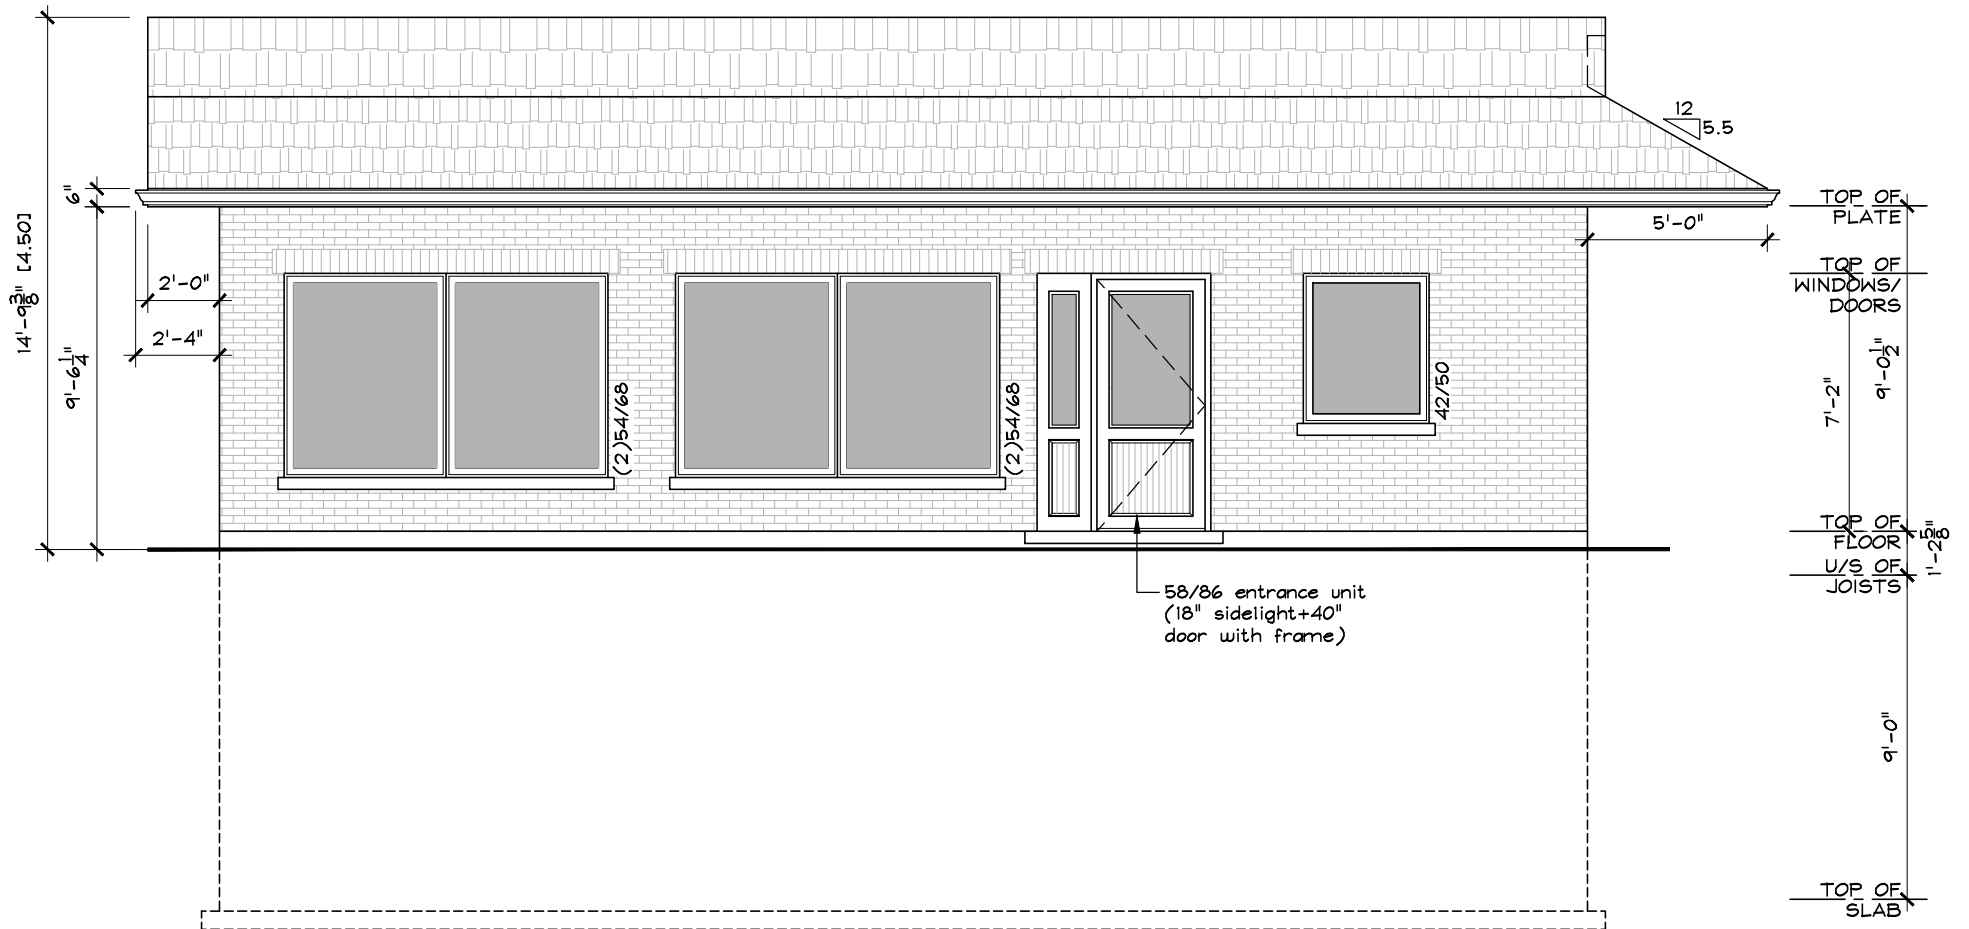 12
5.5
6"
TOP OF
PLATE
5'-0"
14'-9 3/8" [4.50]
TOP OF
WINDOWS/
DOORS
2'-0"
2'-4"
9'-6 1/4"
9'-0 1/2"
7'-2"
(2)54/68
(2)54/68
42/50
TOP OF
FLOOR
1'-2 5/8"
U/S OF
JOISTS
58/86 entrance unit
(18" sidelight+40"
door with frame)
9'-0"
TOP OF
SLAB